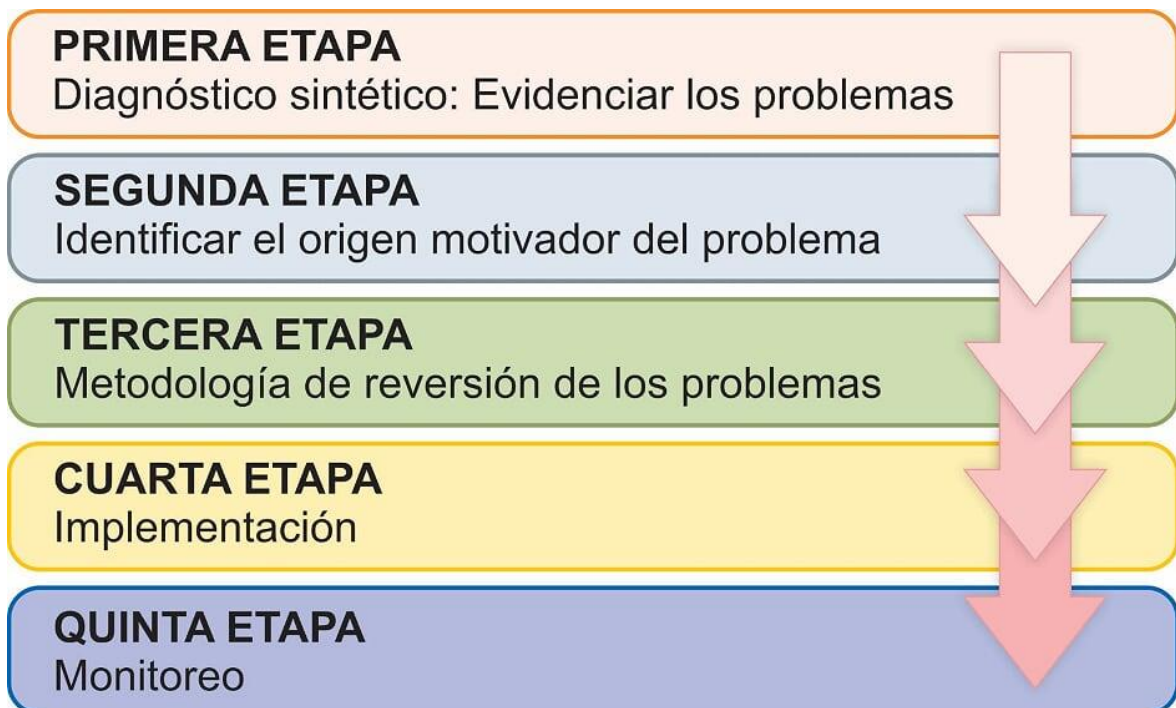 PRIMERA ETAPA
Diagnóstico sintético: Evidenciar los problemas
SEGUNDA ETAPA
Identificar el origen motivador del problema
TERCERA ETAPA
Metodología de reversión de los problemas
CUARTA ETAPA
Implementación
QUINTA ETAPA
Monitoreo